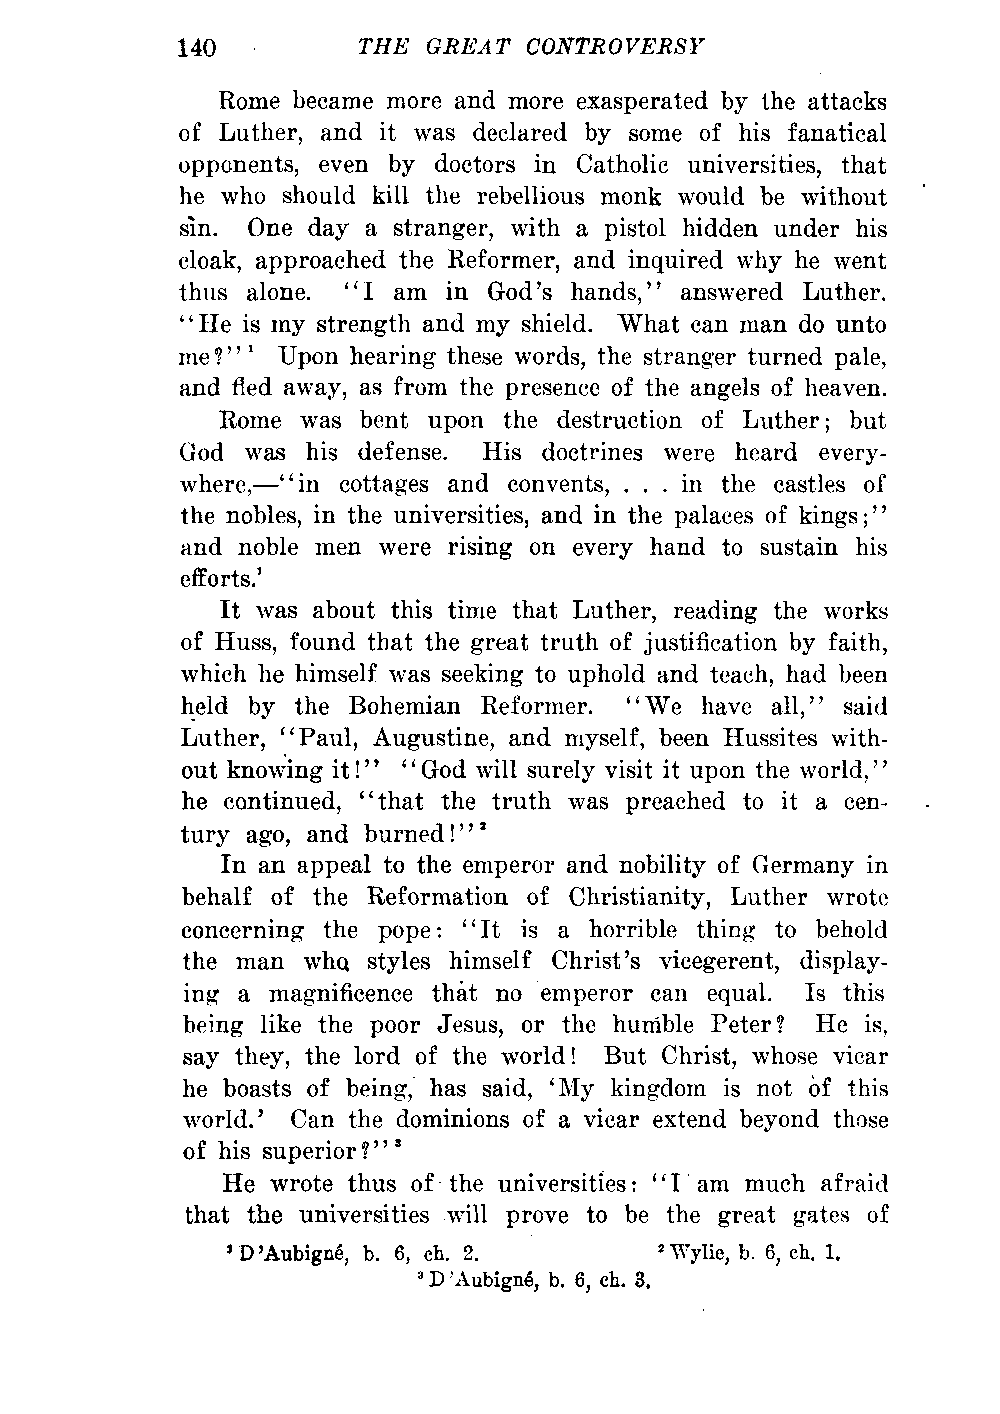 140 THE GREAT CONTROVERSY
Rome became more and more exasperated by the attacks
of Luther, and it was declared by some of his fanatical
opponents, even by doctors in Catholic universities, that
he who should kill the rebellious monk would be without
sin. One day a stranger, with a pistol hidden under his
cloak, approached the Reformer, and inquired why he went
thus alone. "I am in God's hands," answered Luther.
"He is my strength and my shield. What can man do unto
me?"¹ Upon hearing these words, the stranger turned pale,
and fled away, as from the presence of the angels of heaven.
Rome was bent upon the destruction of Luther; but
God was his defense. His doctrines were heard every-
where,—"in cottages and convents, . . . in the castles of
the nobles, in the universities, and in the palaces of kings;"
and noble men were rising on every hand to sustain his
efforts.¹
It was about this time that Luther, reading the works
of Huss, found that the great truth of justification by faith,
which he himself was seeking to uphold and teach, had been
held by the Bohemian Reformer. "We have all," said
Luther, "Paul, Augustine, and myself, been Hussites with-
out knowing it!" "God will surely visit it upon the world,"
he continued, "that the truth was preached to it a cen-
tury ago, and burned!"²
In an appeal to the emperor and nobility of Germany in
behalf of the Reformation of Christianity, Luther wrote
concerning the pope: "It is a horrible thing to behold
the man who styles himself Christ's vicegerent, display-
ing a magnificence that no emperor can equal. Is this
being like the poor Jesus, or the humble Peter? He is,
say they, the lord of the world! But Christ, whose vicar
he boasts of being, has said, 'My kingdom is not of this
world.' Can the dominions of a vicar extend beyond those
of his superior?"³
He wrote thus of the universities: "I am much afraid
that the universities will prove to be the great gates of
¹ D'Aubigné, b. 6, ch. 2. ² Wylie, b. 6, ch. 1.
³ D'Aubigné, b. 6, ch. 3.